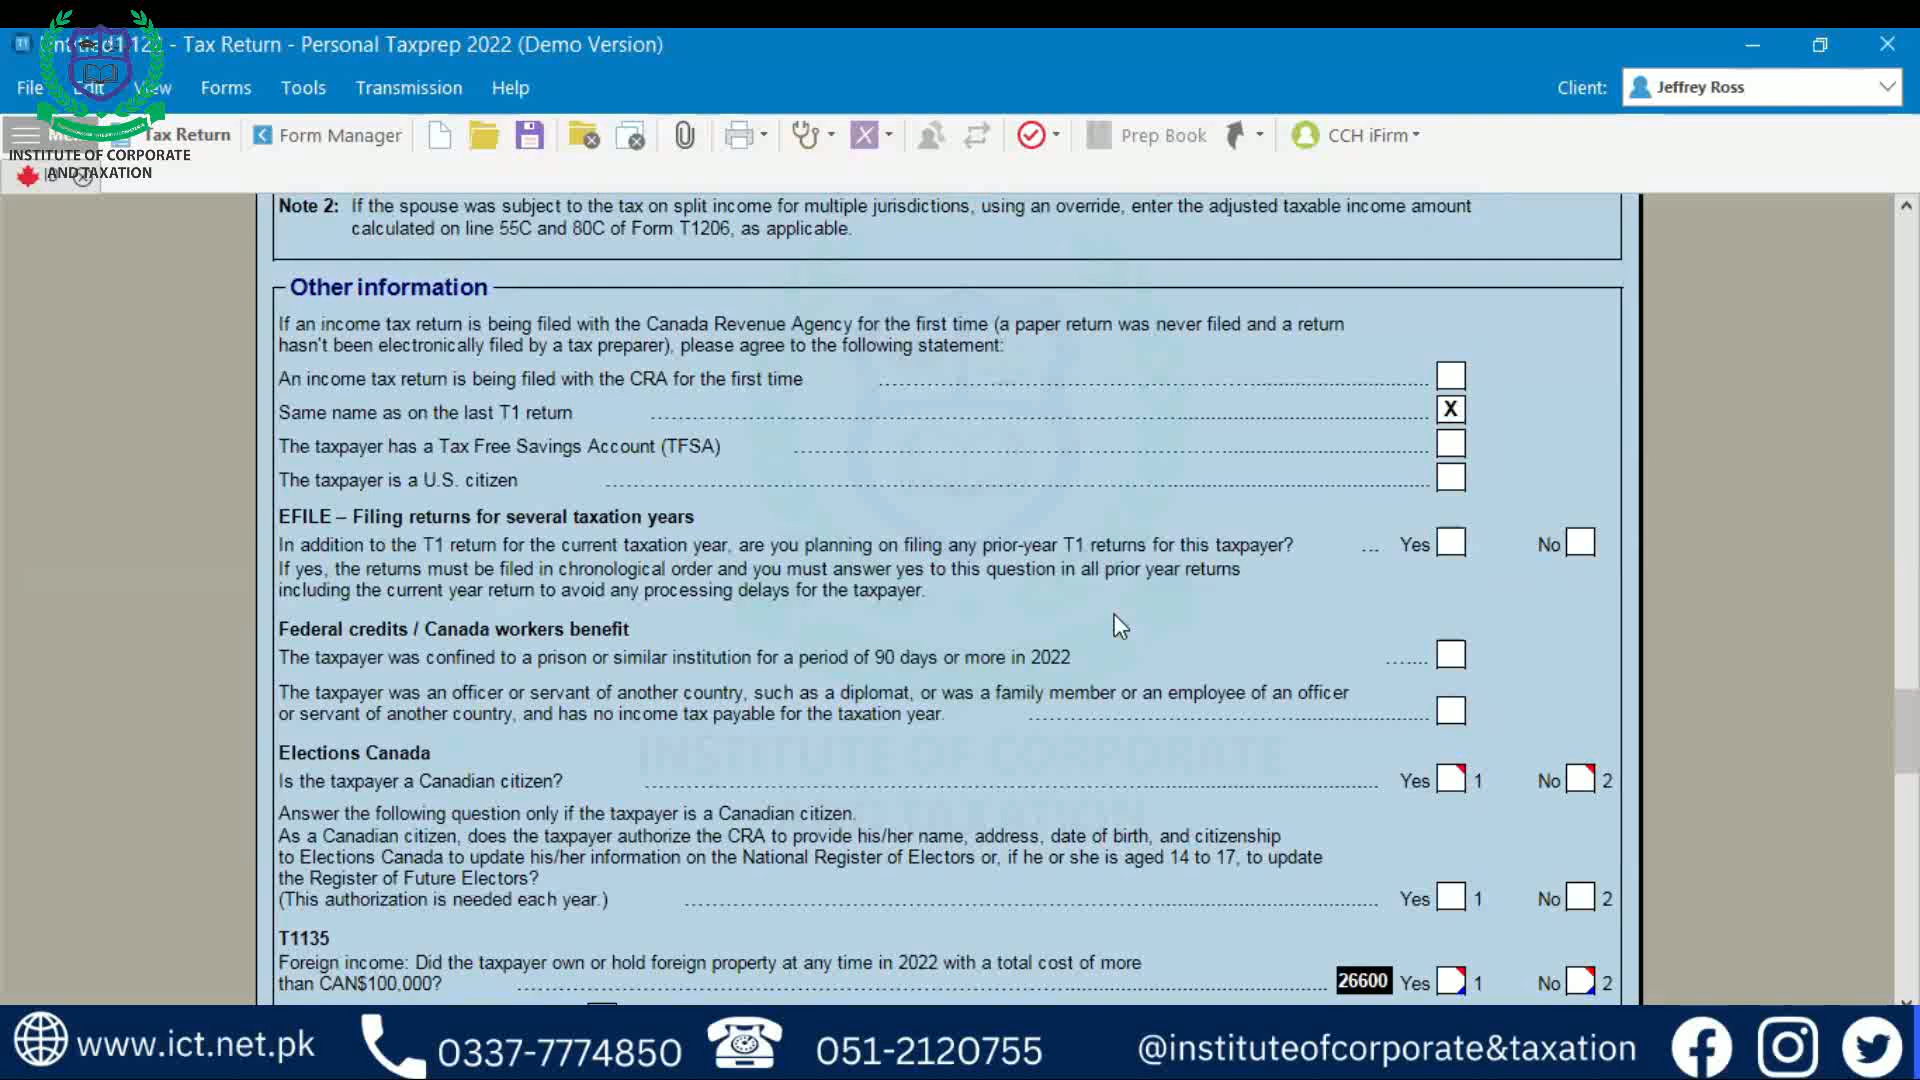 - Tax Return - Personal Taxprep 2022 (Demo Version)
File Edit View Forms Tools Transmission Help
Client: Jeffrey Ross
Tax Return Form Manager Prep Book CCH iFirm
INSTITUTE OF CORPORATE
AND TAXATION
Note 2: If the spouse was subject to the tax on split income for multiple jurisdictions, using an override, enter the adjusted taxable income amount
calculated on line 55C and 80C of Form T1206, as applicable.
Other information
If an income tax return is being filed with the Canada Revenue Agency for the first time (a paper return was never filed and a return
hasn't been electronically filed by a tax preparer), please agree to the following statement:
An income tax return is being filed with the CRA for the first time
Same name as on the last T1 return X
The taxpayer has a Tax Free Savings Account (TFSA)
The taxpayer is a U.S. citizen
EFILE – Filing returns for several taxation years
In addition to the T1 return for the current taxation year, are you planning on filing any prior-year T1 returns for this taxpayer? ... Yes No
If yes, the returns must be filed in chronological order and you must answer yes to this question in all prior year returns
including the current year return to avoid any processing delays for the taxpayer.
Federal credits / Canada workers benefit
The taxpayer was confined to a prison or similar institution for a period of 90 days or more in 2022
The taxpayer was an officer or servant of another country, such as a diplomat, or was a family member or an employee of an officer
or servant of another country, and has no income tax payable for the taxation year.
INSTITUTE OF CORPORATE
AND TAXATION
Elections Canada
Is the taxpayer a Canadian citizen? Yes 1 No 2
Answer the following question only if the taxpayer is a Canadian citizen.
As a Canadian citizen, does the taxpayer authorize the CRA to provide his/her name, address, date of birth, and citizenship
to Elections Canada to update his/her information on the National Register of Electors or, if he or she is aged 14 to 17, to update
the Register of Future Electors?
(This authorization is needed each year.) Yes 1 No 2
T1135
Foreign income: Did the taxpayer own or hold foreign property at any time in 2022 with a total cost of more
than CAN$100,000? 26600 Yes 1 No 2
www.ict.net.pk 0337-7774850 051-2120755 @instituteofcorporate&taxation